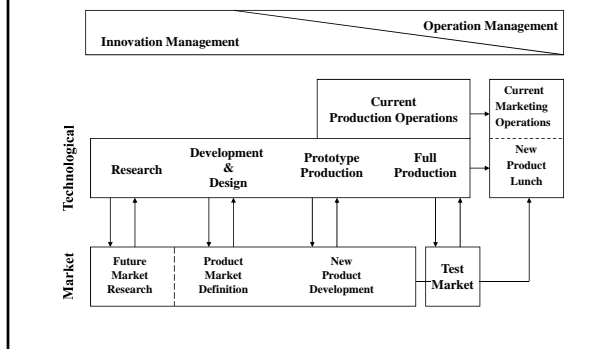 Operation Management
Innovation Management
Current
Production Operations
Current
Marketing
Operations
Technological
Research
Development
&
Design
Prototype
Production
Full
Production
New
Product
Lunch
Market
Future
Market
Research
Product
Market
Definition
New
Product
Development
Test
Market